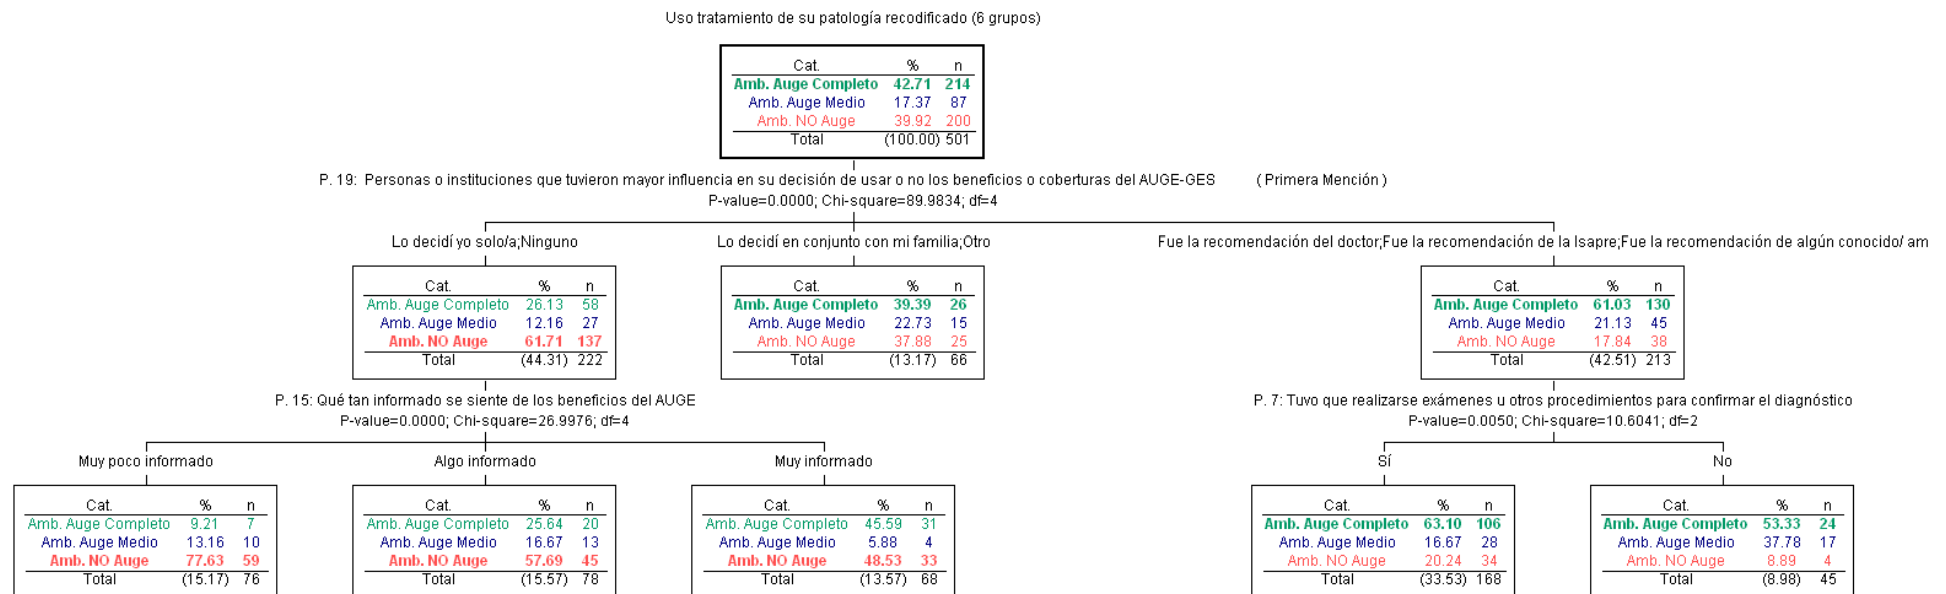 Uso tratamiento de su patología recodificado (6 grupos)
Cat. % n
Amb. Auge Completo 42.71 214
Amb. Auge Medio 17.37 87
Amb. NO Auge 39.92 200
Total (100.00) 501
P. 19: Personas o instituciones que tuvieron mayor influencia en su decisión de usar o no los beneficios o coberturas del AUGE-GES ( Primera Mención )
P-value=0.0000; Chi-square=89.9834; df=4
Lo decidí yo solo/a;Ninguno
Cat. % n
Amb. Auge Completo 26.13 58
Amb. Auge Medio 12.16 27
Amb. NO Auge 61.71 137
Total (44.31) 222
Lo decidí en conjunto con mi familia;Otro
Cat. % n
Amb. Auge Completo 39.39 26
Amb. Auge Medio 22.73 15
Amb. NO Auge 37.88 25
Total (13.17) 66
Fue la recomendación del doctor;Fue la recomendación de la Isapre;Fue la recomendación de algún conocido/ am
Cat. % n
Amb. Auge Completo 61.03 130
Amb. Auge Medio 21.13 45
Amb. NO Auge 17.84 38
Total (42.51) 213
P. 15: Qué tan informado se siente de los beneficios del AUGE
P-value=0.0000; Chi-square=26.9976; df=4
Muy poco informado
Cat. % n
Amb. Auge Completo 9.21 7
Amb. Auge Medio 13.16 10
Amb. NO Auge 77.63 59
Total (15.17) 76
Algo informado
Cat. % n
Amb. Auge Completo 25.64 20
Amb. Auge Medio 16.67 13
Amb. NO Auge 57.69 45
Total (15.57) 78
Muy informado
Cat. % n
Amb. Auge Completo 45.59 31
Amb. Auge Medio 5.88 4
Amb. NO Auge 48.53 33
Total (13.57) 68
P. 7: Tuvo que realizarse exámenes u otros procedimientos para confirmar el diagnóstico
P-value=0.0050; Chi-square=10.6041; df=2
Sí
Cat. % n
Amb. Auge Completo 63.10 106
Amb. Auge Medio 16.67 28
Amb. NO Auge 20.24 34
Total (33.53) 168
No
Cat. % n
Amb. Auge Completo 53.33 24
Amb. Auge Medio 37.78 17
Amb. NO Auge 8.89 4
Total (8.98) 45